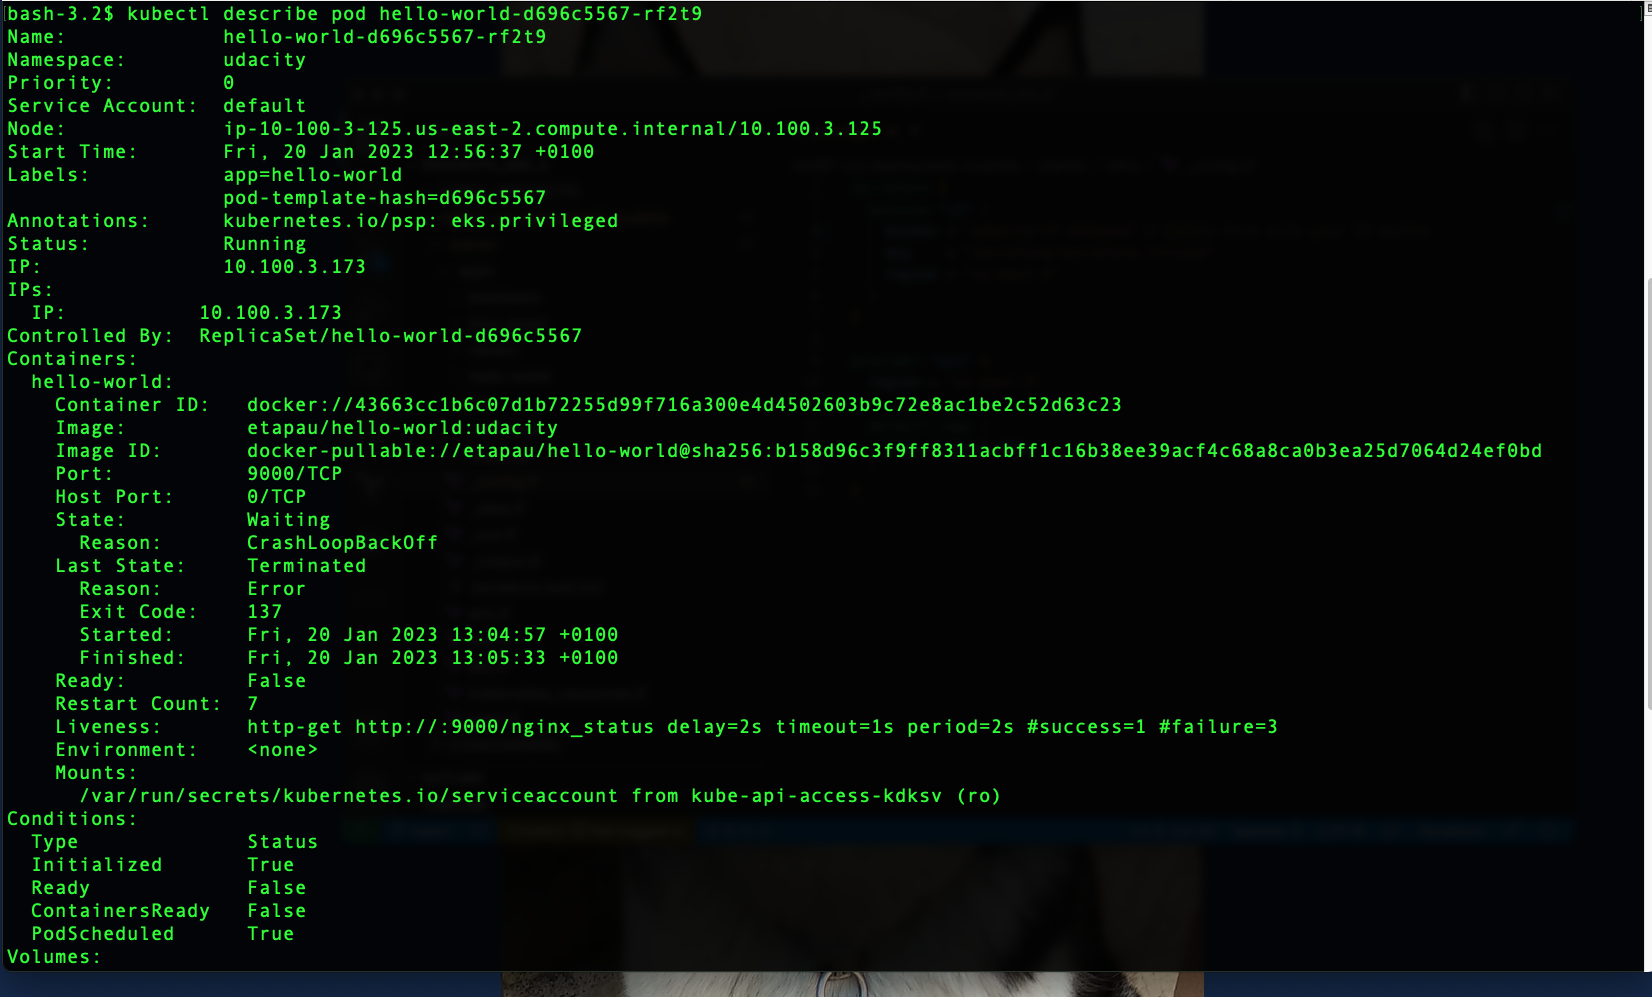 bash-3.2$ kubectl describe pod hello-world-d696c5567-rf2t9
Name:             hello-world-d696c5567-rf2t9
Namespace:        udacity
Priority:         0
Service Account:  default
Node:             ip-10-100-3-125.us-east-2.compute.internal/10.100.3.125
Start Time:       Fri, 20 Jan 2023 12:56:37 +0100
Labels:           app=hello-world
                  pod-template-hash=d696c5567
Annotations:      kubernetes.io/psp: eks.privileged
Status:           Running
IP:               10.100.3.173
IPs:
  IP:           10.100.3.173
Controlled By:  ReplicaSet/hello-world-d696c5567
Containers:
  hello-world:
    Container ID:   docker://43663cc1b6c07d1b72255d99f716a300e4d4502603b9c72e8ac1be2c52d63c23
    Image:          etapau/hello-world:udacity
    Image ID:       docker-pullable://etapau/hello-world@sha256:b158d96c3f9ff8311acbff1c16b38ee39acf4c68a8ca0b3ea25d7064d24ef0bd
    Port:           9000/TCP
    Host Port:      0/TCP
    State:          Waiting
      Reason:       CrashLoopBackOff
    Last State:     Terminated
      Reason:       Error
      Exit Code:    137
      Started:      Fri, 20 Jan 2023 13:04:57 +0100
      Finished:     Fri, 20 Jan 2023 13:05:33 +0100
    Ready:          False
    Restart Count:  7
    Liveness:       http-get http://:9000/nginx_status delay=2s timeout=1s period=2s #success=1 #failure=3
    Environment:    <none>
    Mounts:
      /var/run/secrets/kubernetes.io/serviceaccount from kube-api-access-kdksv (ro)
Conditions:
  Type              Status
  Initialized       True
  Ready             False
  ContainersReady   False
  PodScheduled      True
Volumes: